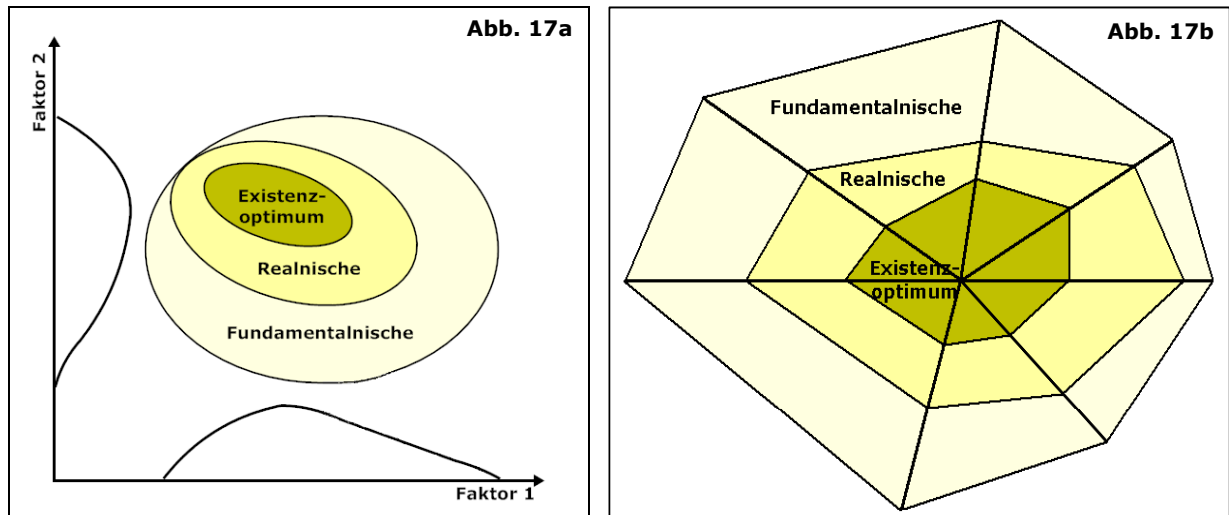 Abb. 17a
Faktor 2
Existenz-
optimum
Realnische
Fundamentalnische
Faktor 1
Abb. 17b
Fundamentalnische
Realnische
Existenz-
optimum